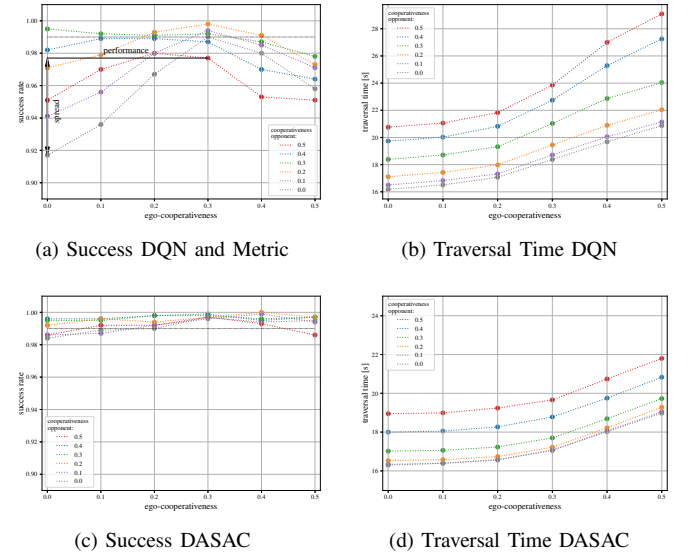 1.00
0.98
0.96
0.94
0.92
0.90
success rate
performance
spread
cooperativeness
opponent:
0.5
0.4
0.3
0.2
0.1
0.0
0.0 0.1 0.2 0.3 0.4 0.5
ego-cooperativeness
(a) Success DQN and Metric
28
26
24
22
20
18
16
traversal time [s]
cooperativeness
opponent:
0.5
0.4
0.3
0.2
0.1
0.0
0.0 0.1 0.2 0.3 0.4 0.5
ego-cooperativeness
(b) Traversal Time DQN
1.00
0.98
0.96
0.94
0.92
0.90
success rate
cooperativeness
opponent:
0.5
0.4
0.3
0.2
0.1
0.0
0.0 0.1 0.2 0.3 0.4 0.5
ego-cooperativeness
(c) Success DASAC
24
22
20
18
16
traversal time [s]
cooperativeness
opponent:
0.5
0.4
0.3
0.2
0.1
0.0
0.0 0.1 0.2 0.3 0.4 0.5
ego-cooperativeness
(d) Traversal Time DASAC